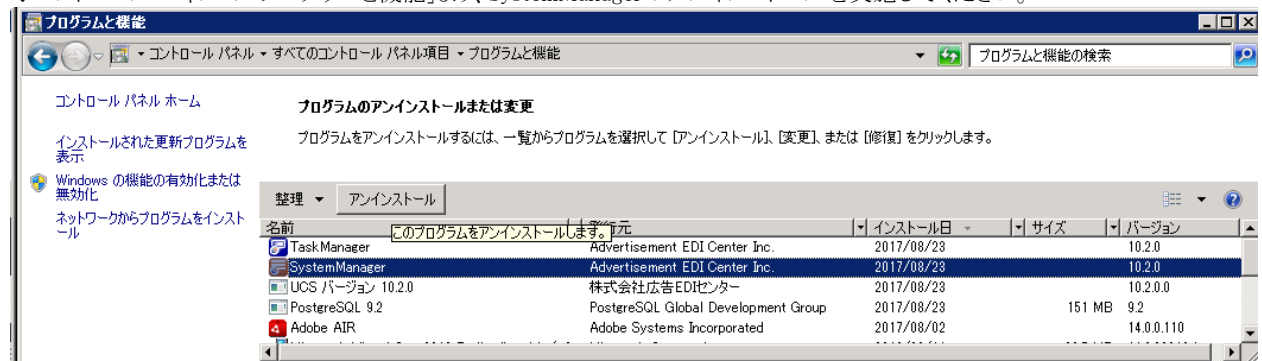 プログラムと機能
コントロール パネル ▾ すべてのコントロール パネル項目 ▾ プログラムと機能
プログラムと機能の検索
コントロール パネル ホーム
インストールされた更新プログラムを
表示
Windows の機能の有効化または
無効化
ネットワークからプログラムをインスト
ール
プログラムのアンインストールまたは変更
プログラムをアンインストールするには、一覧からプログラムを選択して [アンインストール]、[変更]、または [修復] をクリックします。
整理 ▾ アンインストール
名前 発行元 インストール日 サイズ バージョン
このプログラムをアンインストールします。
TaskManager Advertisement EDI Center Inc. 2017/08/23 10.2.0
SystemManager Advertisement EDI Center Inc. 2017/08/23 10.2.0
UCS バージョン 10.2.0 株式会社広告EDIセンター 2017/08/23 10.2.0.0
PostgreSQL 9.2 PostgreSQL Global Development Group 2017/08/23 151 MB 9.2
Adobe AIR Adobe Systems Incorporated 2017/08/02 14.0.0.110